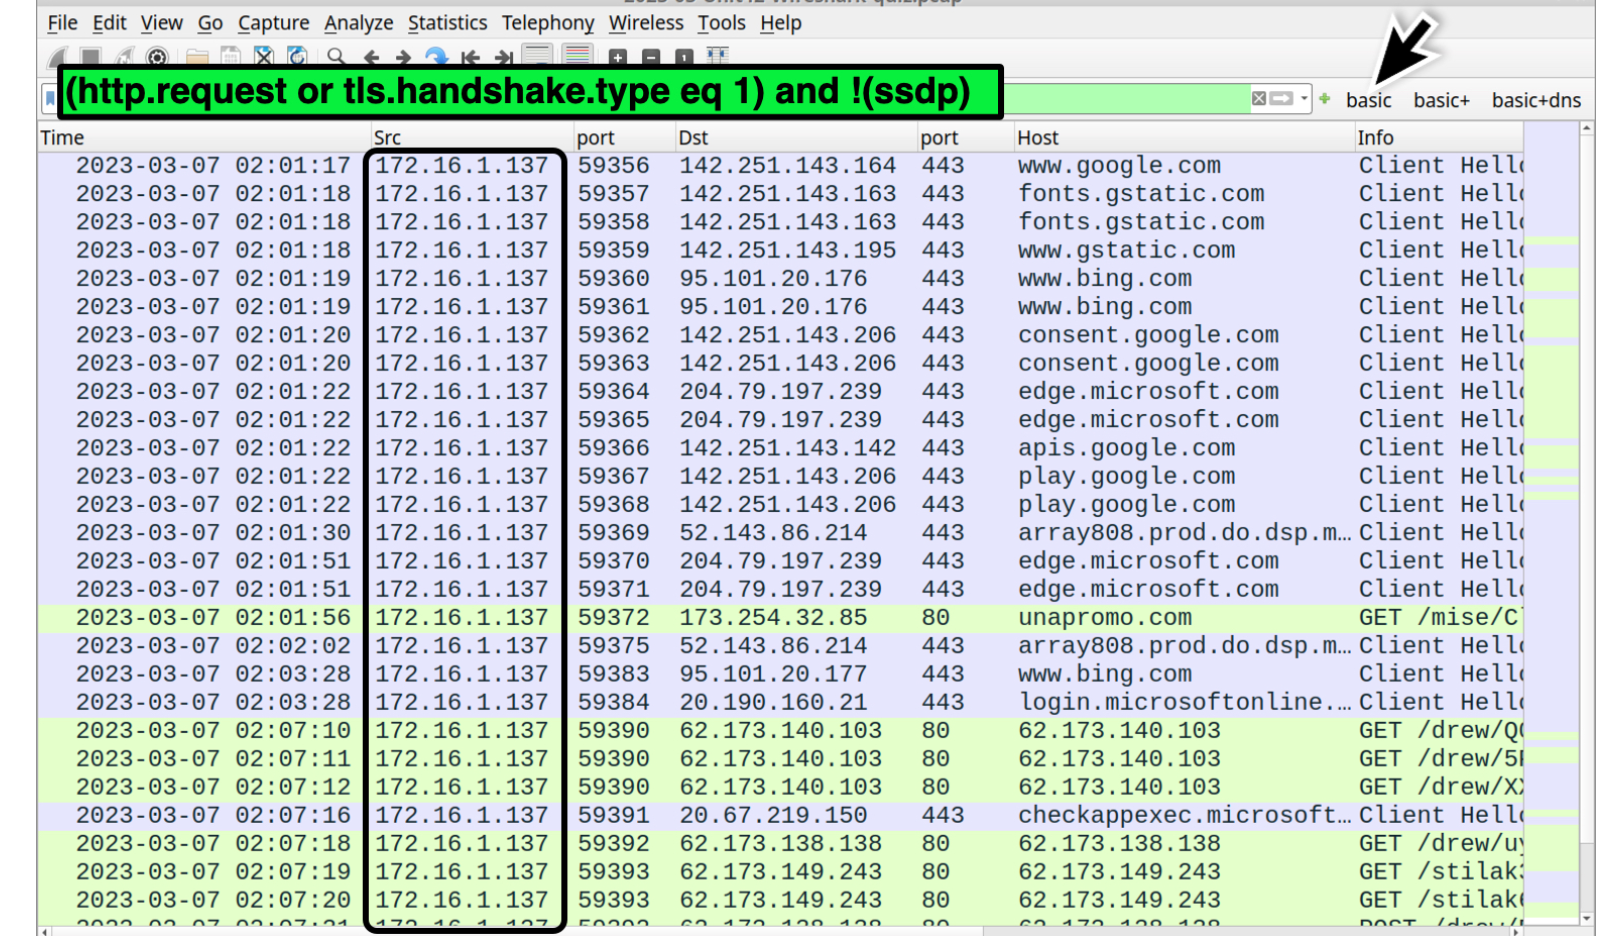 File Edit View Go Capture Analyze Statistics Telephony Wireless Tools Help
(http.request or tls.handshake.type eq 1) and !(ssdp)
basic basic+ basic+dns
Time Src port Dst port Host Info
2023-03-07 02:01:17 172.16.1.137 59356 142.251.143.164 443 www.google.com Client Hell
2023-03-07 02:01:18 172.16.1.137 59357 142.251.143.163 443 fonts.gstatic.com Client Hell
2023-03-07 02:01:18 172.16.1.137 59358 142.251.143.163 443 fonts.gstatic.com Client Hell
2023-03-07 02:01:18 172.16.1.137 59359 142.251.143.195 443 www.gstatic.com Client Hell
2023-03-07 02:01:19 172.16.1.137 59360 95.101.20.176 443 www.bing.com Client Hell
2023-03-07 02:01:19 172.16.1.137 59361 95.101.20.176 443 www.bing.com Client Hell
2023-03-07 02:01:20 172.16.1.137 59362 142.251.143.206 443 consent.google.com Client Hell
2023-03-07 02:01:20 172.16.1.137 59363 142.251.143.206 443 consent.google.com Client Hell
2023-03-07 02:01:22 172.16.1.137 59364 204.79.197.239 443 edge.microsoft.com Client Hell
2023-03-07 02:01:22 172.16.1.137 59365 204.79.197.239 443 edge.microsoft.com Client Hell
2023-03-07 02:01:22 172.16.1.137 59366 142.251.143.142 443 apis.google.com Client Hell
2023-03-07 02:01:22 172.16.1.137 59367 142.251.143.206 443 play.google.com Client Hell
2023-03-07 02:01:22 172.16.1.137 59368 142.251.143.206 443 play.google.com Client Hell
2023-03-07 02:01:30 172.16.1.137 59369 52.143.86.214 443 array808.prod.do.dsp.m… Client Hell
2023-03-07 02:01:51 172.16.1.137 59370 204.79.197.239 443 edge.microsoft.com Client Hell
2023-03-07 02:01:51 172.16.1.137 59371 204.79.197.239 443 edge.microsoft.com Client Hell
2023-03-07 02:01:56 172.16.1.137 59372 173.254.32.85 80 unapromo.com GET /mise/C
2023-03-07 02:02:02 172.16.1.137 59375 52.143.86.214 443 array808.prod.do.dsp.m… Client Hell
2023-03-07 02:03:28 172.16.1.137 59383 95.101.20.177 443 www.bing.com Client Hell
2023-03-07 02:03:28 172.16.1.137 59384 20.190.160.21 443 login.microsoftonline.… Client Hell
2023-03-07 02:07:10 172.16.1.137 59390 62.173.140.103 80 62.173.140.103 GET /drew/Q
2023-03-07 02:07:11 172.16.1.137 59390 62.173.140.103 80 62.173.140.103 GET /drew/5
2023-03-07 02:07:12 172.16.1.137 59390 62.173.140.103 80 62.173.140.103 GET /drew/X
2023-03-07 02:07:16 172.16.1.137 59391 20.67.219.150 443 checkappexec.microsoft… Client Hell
2023-03-07 02:07:18 172.16.1.137 59392 62.173.138.138 80 62.173.138.138 GET /drew/u
2023-03-07 02:07:19 172.16.1.137 59393 62.173.149.243 80 62.173.149.243 GET /stilak
2023-03-07 02:07:20 172.16.1.137 59393 62.173.149.243 80 62.173.149.243 GET /stilak